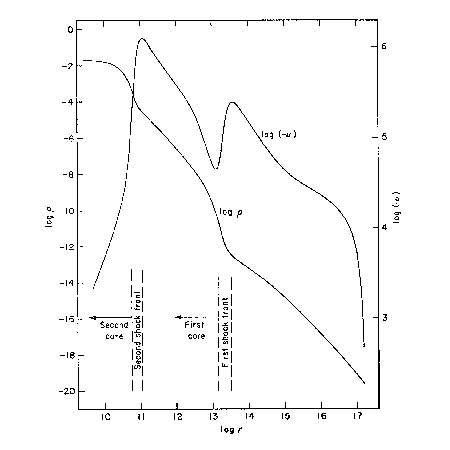 0
-2
-4
-6
-8
-10
-12
-14
-16
-18
-20
log ρ
6
5
4
3
log (-u)
log (-u)
log ρ
Second
core
Second shock front
First
core
First shock front
10
11
12
13
14
15
16
17
log r